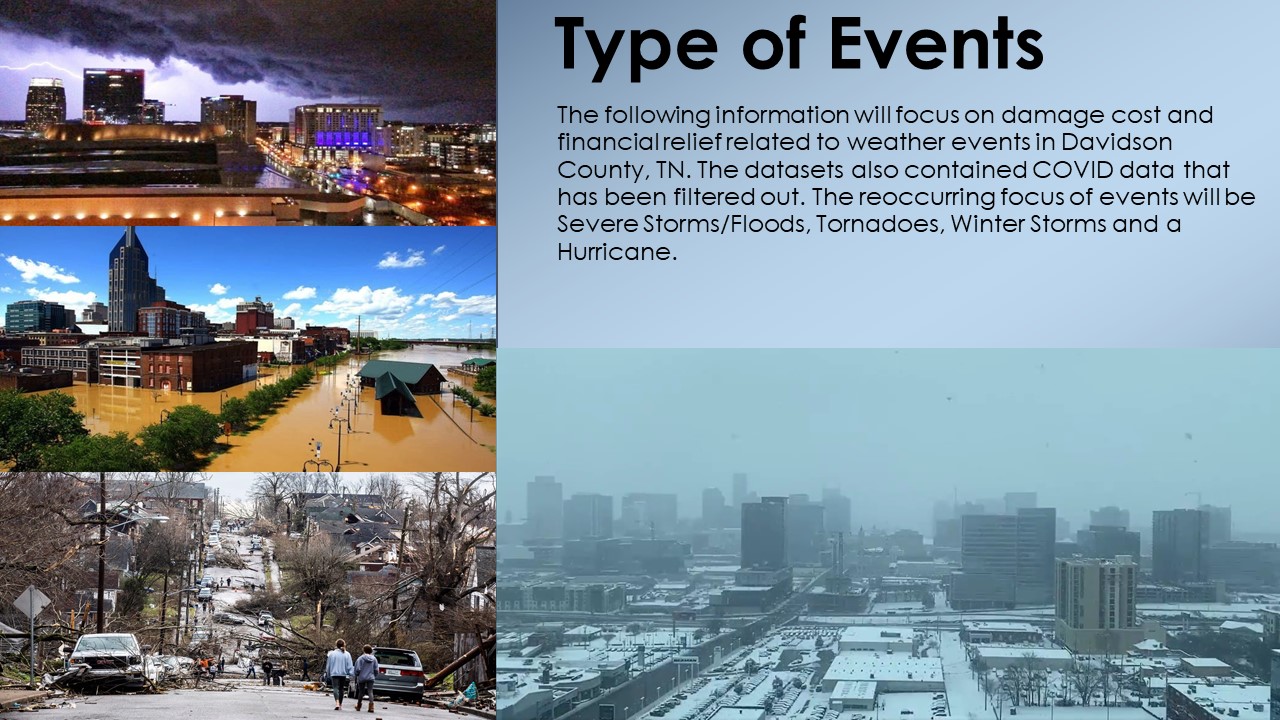 Type of Events
The following information will focus on damage cost and
financial relief related to weather events in Davidson
County, TN. The datasets also contained COVID data that
has been filtered out. The reoccurring focus of events will be
Severe Storms/Floods, Tornadoes, Winter Storms and a
Hurricane.